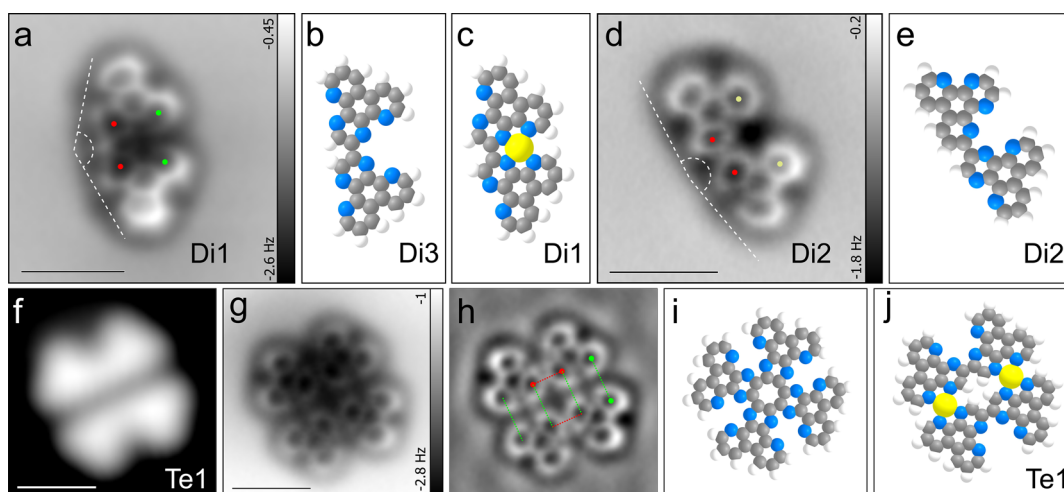 a
-0.45
-2.6 Hz
Di1
b
Di3
c
Di1
d
-0.2
-1.8 Hz
Di2
e
Di2
f
Te1
g
-1
-2.8 Hz
h
i
j
Te1